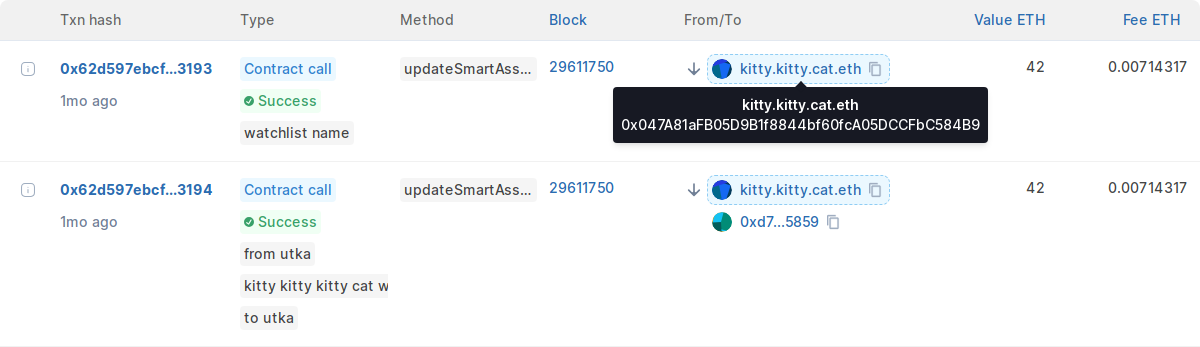 Txn hash Type Method Block From/To Value ETH Fee ETH
0x62d597ebcf...3193 Contract call updateSmartAss... 29611750 kitty.kitty.cat.eth 42 0.00714317
1mo ago Success
kitty.kitty.cat.eth
0x047A81aFB05D9B1f8844bf60fcA05DCCFbC584B9
watchlist name
0x62d597ebcf...3194 Contract call updateSmartAss... 29611750 kitty.kitty.cat.eth 42 0.00714317
1mo ago Success 0xd7...5859
from utka
kitty kitty kitty cat w
to utka